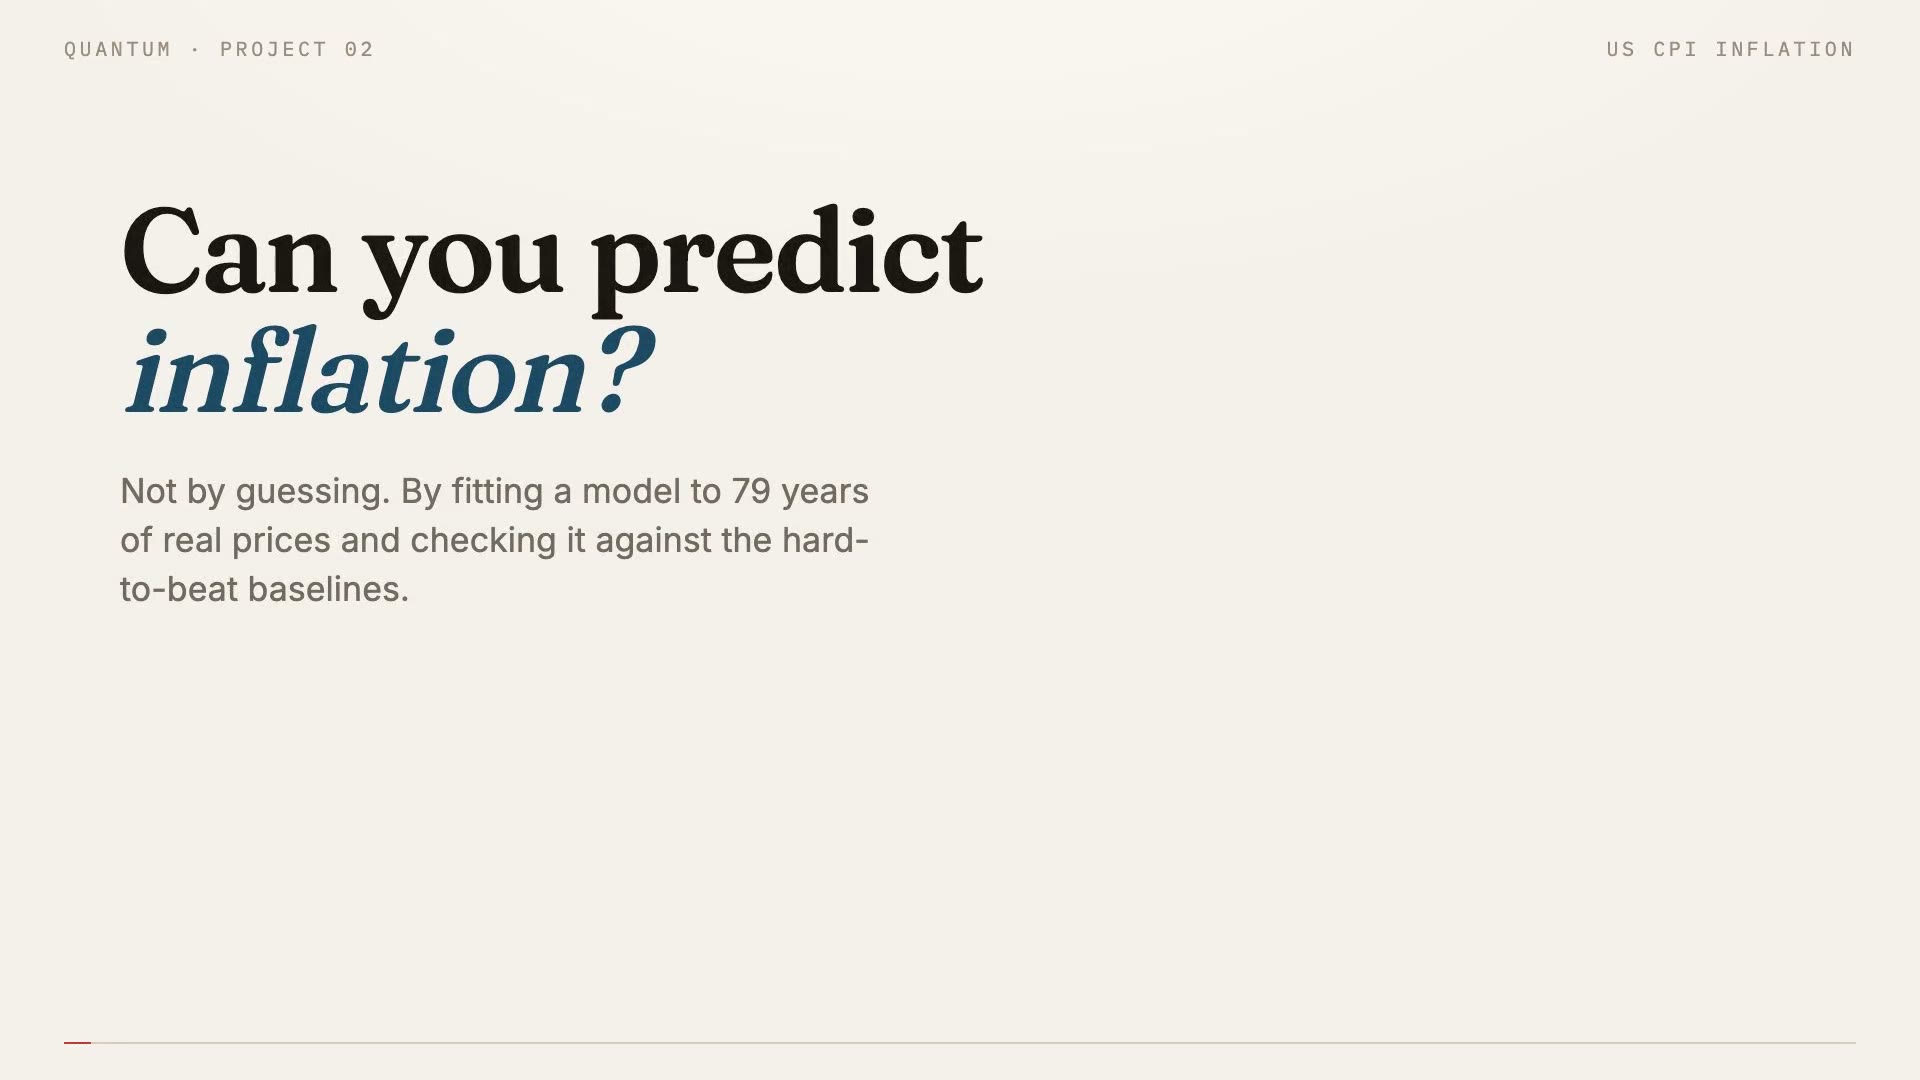 QUANTUM · PROJECT 02
US CPI INFLATION
Can you predict
inflation?
Not by guessing. By fitting a model to 79 years
of real prices and checking it against the hard-
to-beat baselines.